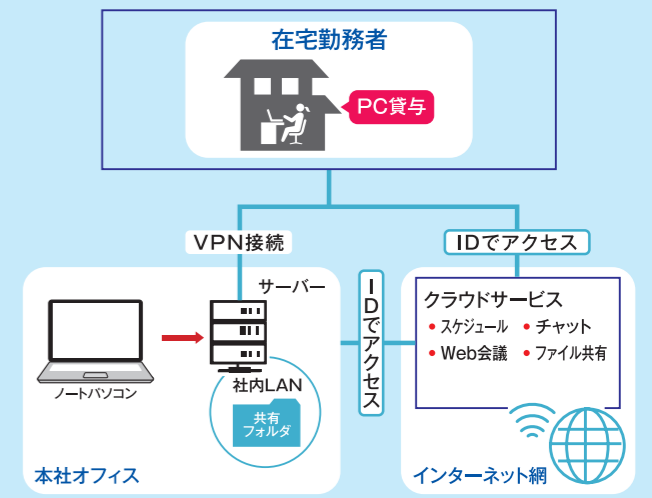 在宅勤務者
PC貸与
VPN接続
IDでアクセス
サーバー
ノートパソコン
社内LAN
共有
フォルダ
本社オフィス
IDでアクセス
クラウドサービス
• スケジュール • チャット
• Web会議 • ファイル共有
インターネット網